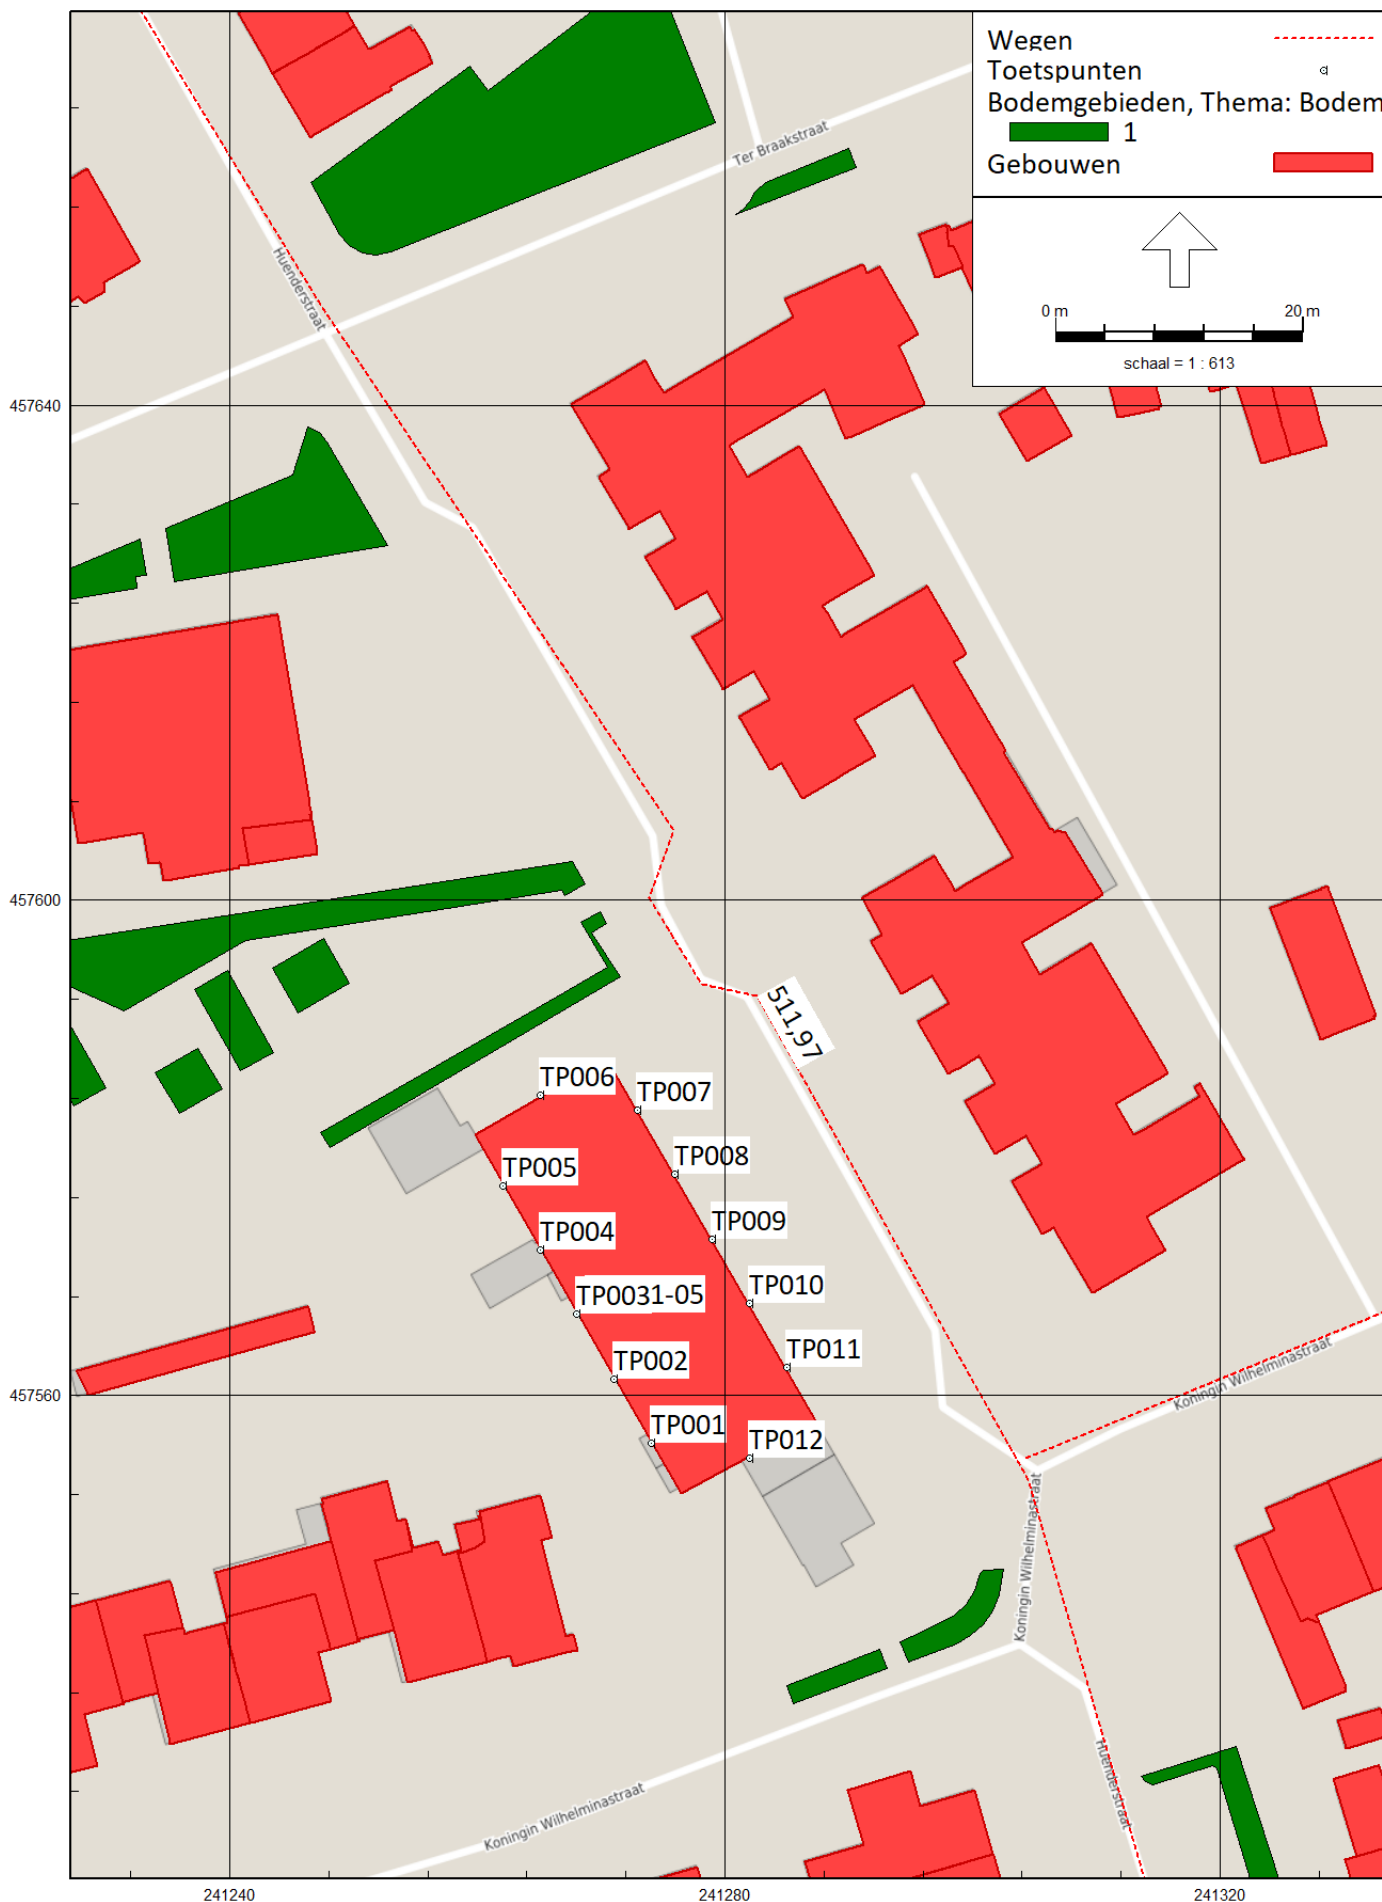 Wegen
Toetspunten
Bodemgebieden, Thema: Bodem
1
Gebouwen
0 m 20 m
schaal = 1 : 613
Ter Braakstraat
Huenderstraat
457640
457600
511,97
TP006
TP007
TP008
TP005
TP009
TP004
TP010
TP0031-05
TP011
TP002
Koningin Wilhelminastraat
457560
TP001
TP012
Koningin Wilhelminastraat
Huenderstraat
Koningin Wilhelminastraat
241240 241280 241320